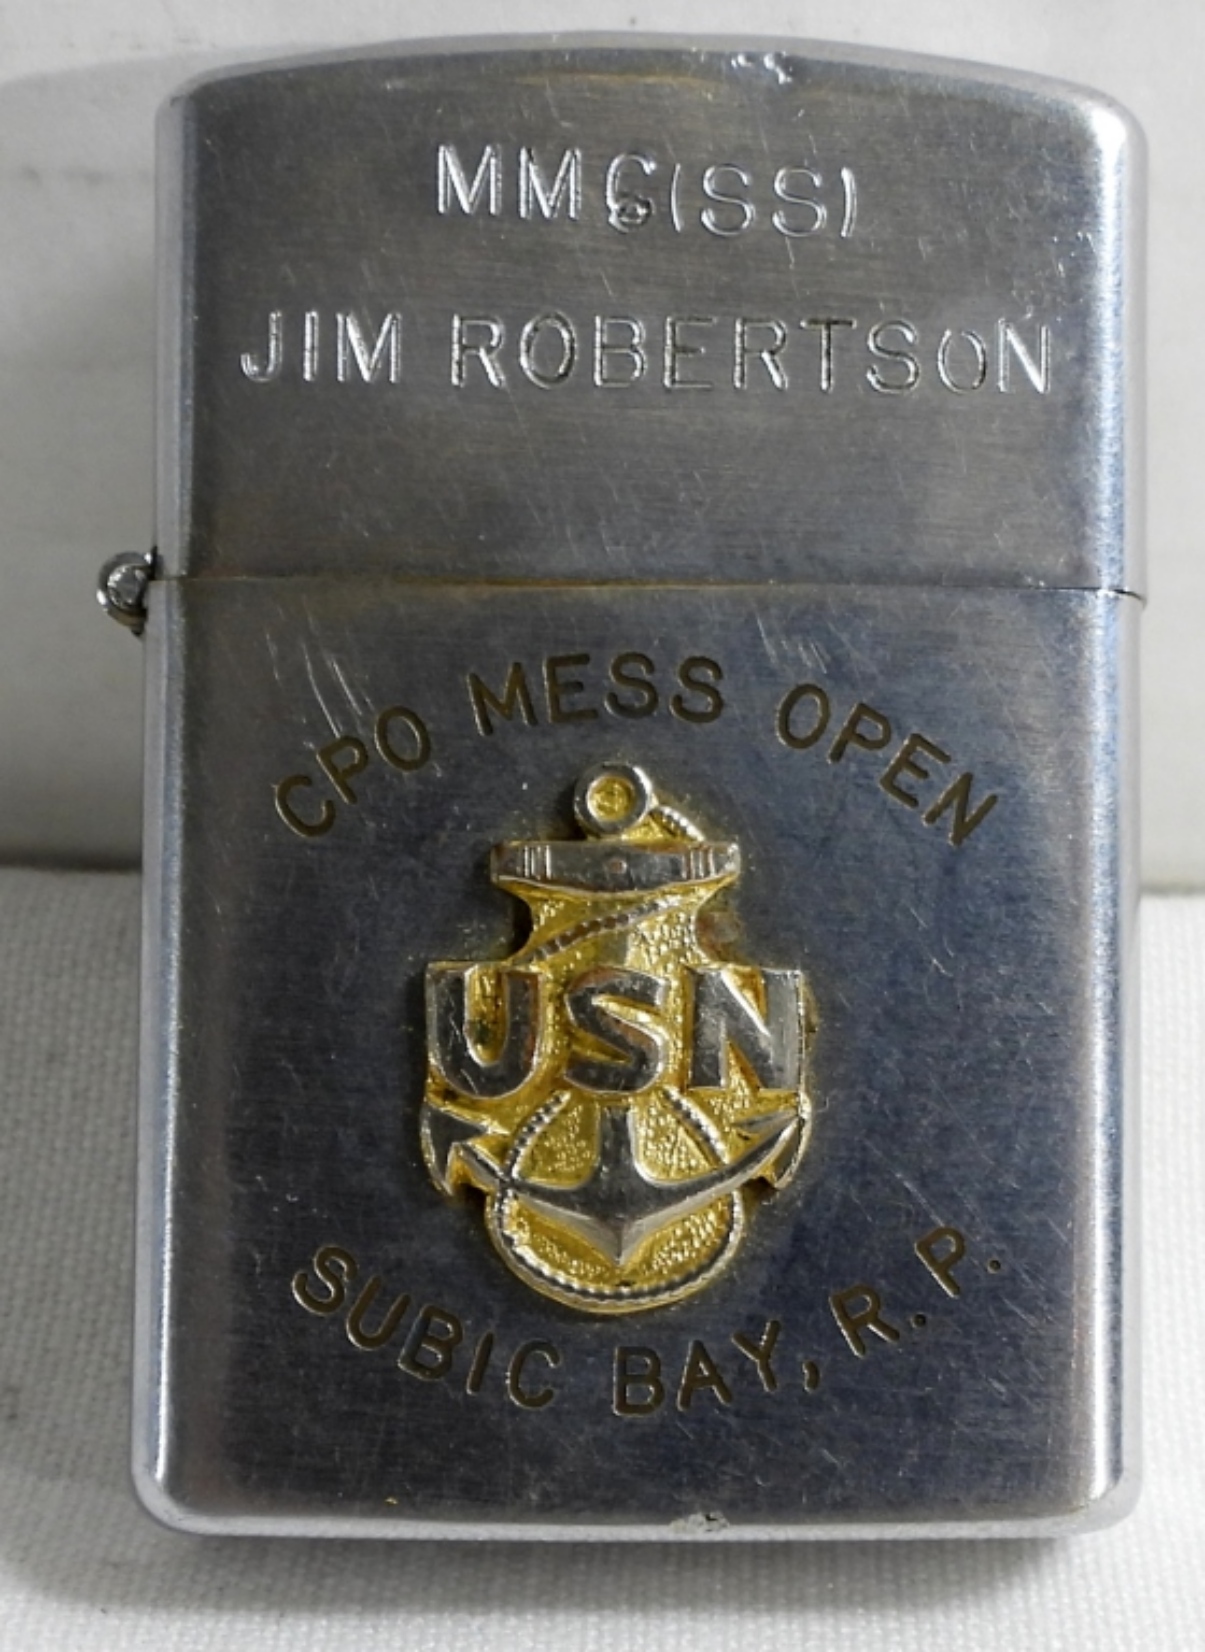 MMC(SS)
JIM ROBERTSON
CPO MESS OPEN
USN
SUBIC BAY, R.P.